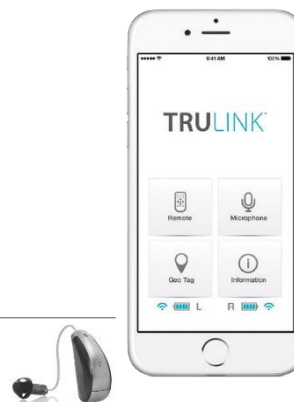 9:41 AM 100%
TRULINK
Remote Microphone
Geo Tag Information
L R